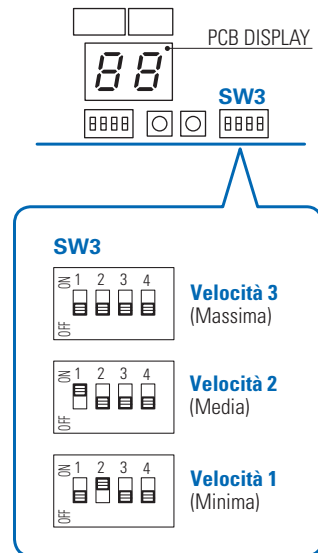 PCB DISPLAY
88
SW3
SW3
ON 1 2 3 4
OFF
Velocità 3
(Massima)
ON 1 2 3 4
OFF
Velocità 2
(Media)
ON 1 2 3 4
OFF
Velocità 1
(Minima)